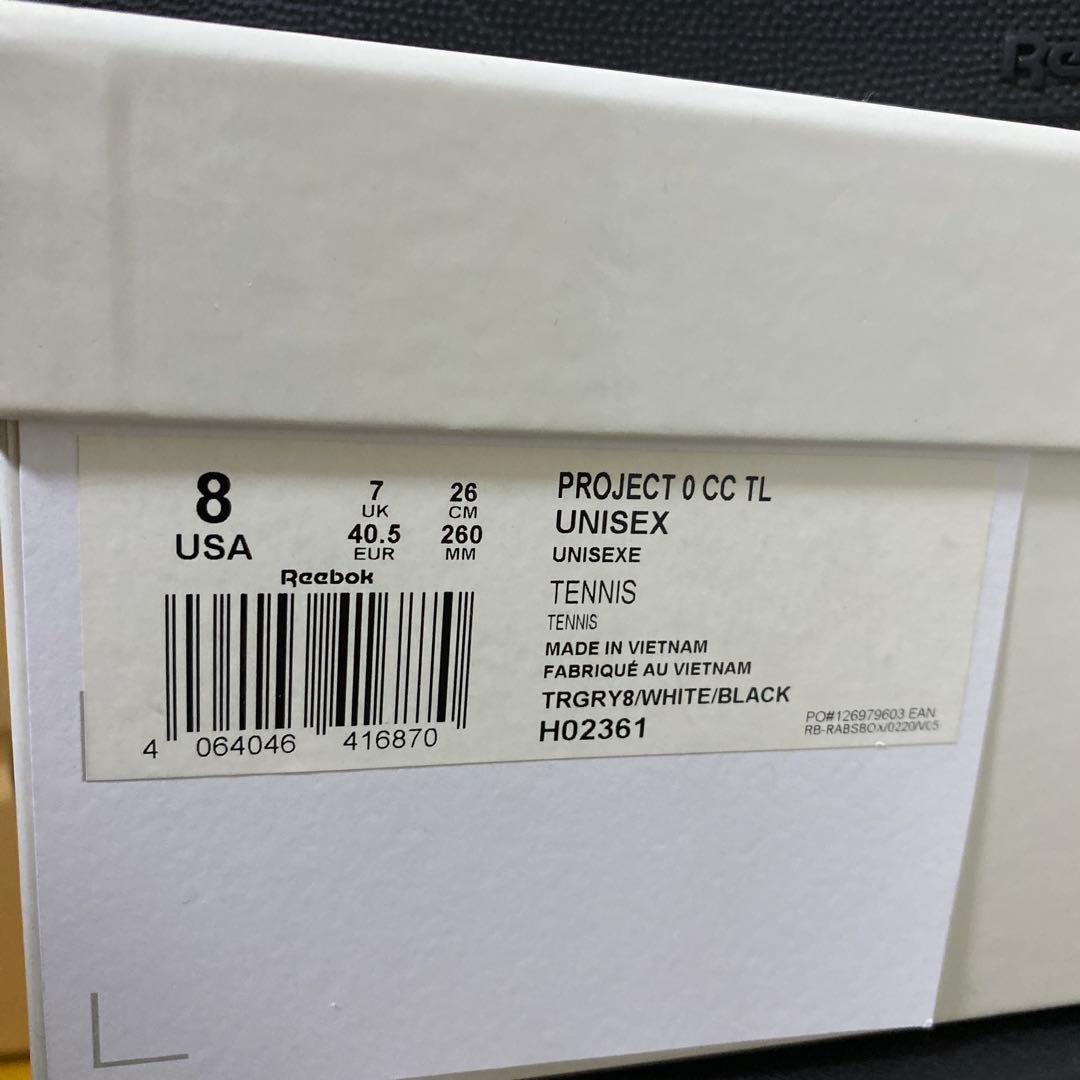 8
USA
7
UK
40.5
EUR
26
CM
260
MM
Reebok
4 064046 416870
PROJECT 0 CC TL
UNISEX
UNISEXE
TENNIS
TENNIS
MADE IN VIETNAM
FABRIQUÉ AU VIETNAM
TRGRY8/WHITE/BLACK
H02361
PO#126979603 EAN
RB-RABSBOX/0220/V05